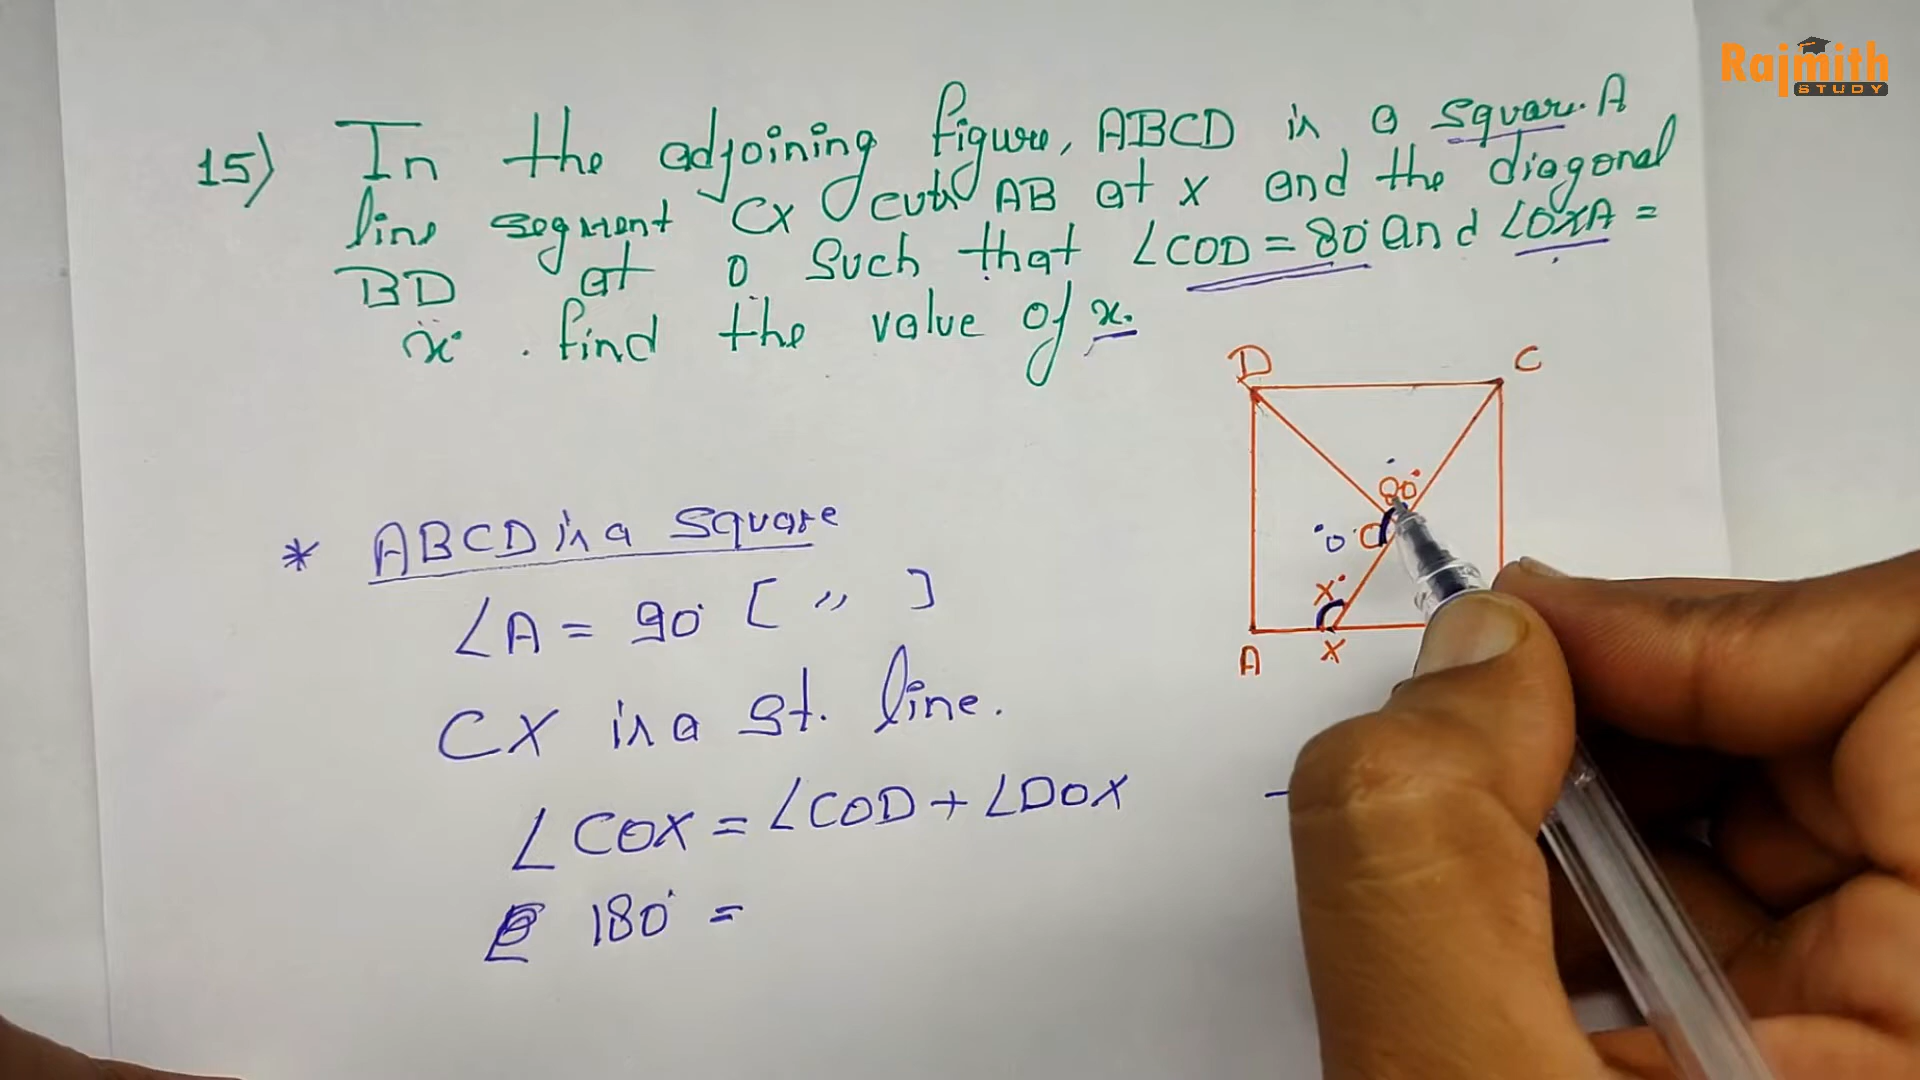 Rajmith
STUDY
15) In the adjoining figure, ABCD is a squar. A
line segment CX cuts AB at X and the diagonal
BD at O such that ∠COD = 80° and ∠OXA =
x°. find the value of x.
D C
80°
O
x°
A X
* ABCD is a square
∠A = 90° [ " ]
CX is a st. line.
∠COX = ∠COD + ∠DOX
180° =